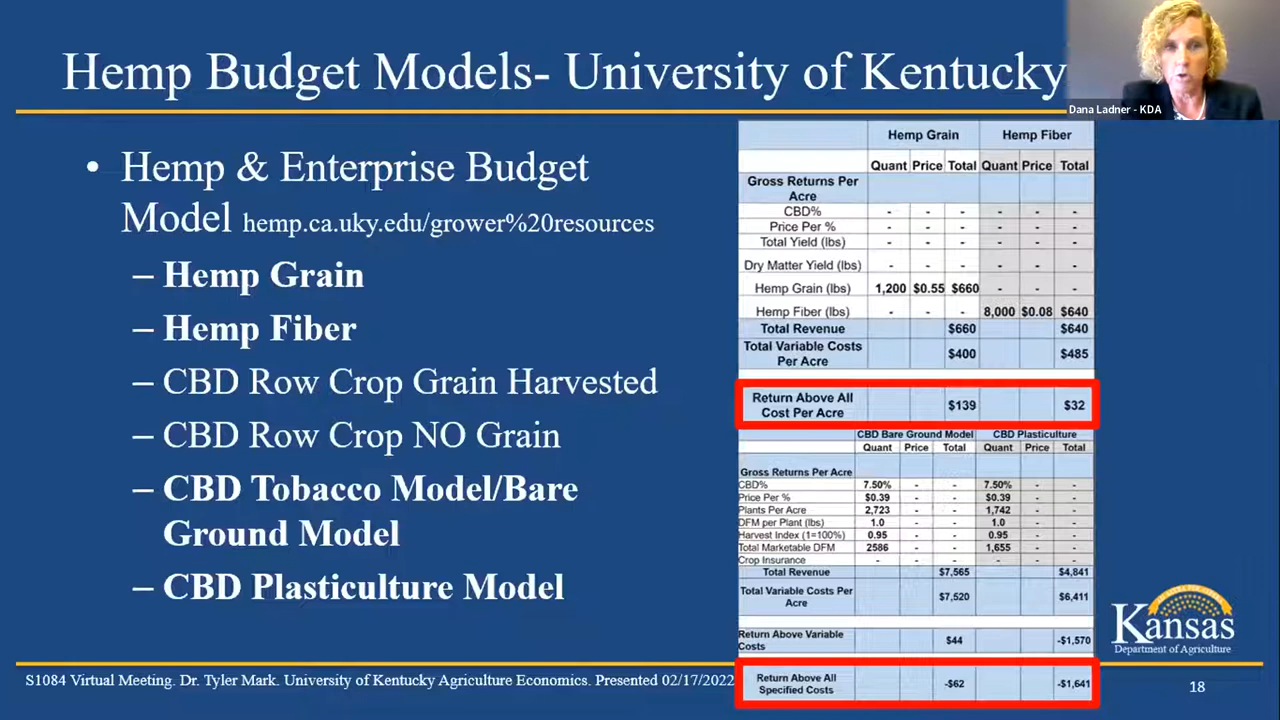 Hemp Budget Models- University of Kentucky
Dana Ladner - KDA
• Hemp & Enterprise Budget
Model hemp.ca.uky.edu/grower%20resources
– Hemp Grain
– Hemp Fiber
– CBD Row Crop Grain Harvested
– CBD Row Crop NO Grain
– CBD Tobacco Model/Bare
Ground Model
– CBD Plasticulture Model
Hemp Grain Hemp Fiber
Quant Price Total Quant Price Total
Gross Returns Per
Acre
CBD% - - - - - -
Price Per % - - - - - -
Total Yield (lbs) - - - - - -
Dry Matter Yield (lbs) - - - - - -
Hemp Grain (lbs) 1,200 $0.55 $660 - - -
Hemp Fiber (lbs) - - - 8,000 $0.08 $640
Total Revenue $660 $640
Total Variable Costs
Per Acre $400 $485
Return Above All
Cost Per Acre $139 $32
CBD Bare Ground Model CBD Plasticulture
Quant Price Total Quant Price Total
Gross Returns Per Acre
CBD% 7.50% - - 7.50% - -
Price Per % $0.39 - - $0.39 - -
Plants Per Acre 2,723 - - 1,742 - -
DFM per Plant (lbs) 1.0 - - 1.0 - -
Harvest Index (1=100%) 0.95 - - 0.95 - -
Total Marketable DFM 2586 - - 1,655 - -
Crop Insurance - - - - - -
Total Revenue $7,565 $4,841
Total Variable Costs Per
Acre $7,520 $6,411
Return Above Variable
Costs $44 -$1,570
Return Above All
Specified Costs -$62 -$1,641
Kansas
Department of Agriculture
S1084 Virtual Meeting. Dr. Tyler Mark. University of Kentucky Agriculture Economics. Presented 02/17/2022
18